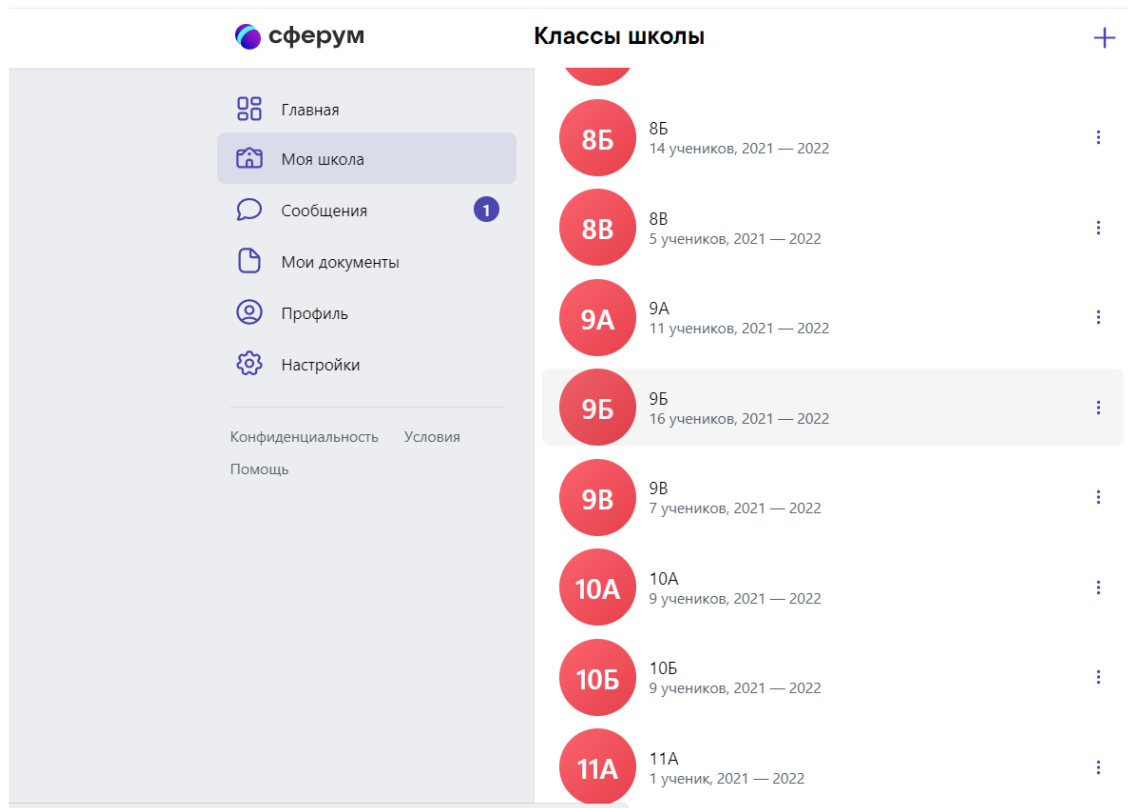 сферум
Классы школы
Главная
Моя школа
Сообщения
1
Мои документы
Профиль
Настройки
Конфиденциальность Условия
Помощь
8Б
8Б
14 учеников, 2021 — 2022
8В
8В
5 учеников, 2021 — 2022
9А
9А
11 учеников, 2021 — 2022
9Б
9Б
16 учеников, 2021 — 2022
9В
9В
7 учеников, 2021 — 2022
10А
10А
9 учеников, 2021 — 2022
10Б
10Б
9 учеников, 2021 — 2022
11А
11А
1 ученик, 2021 — 2022